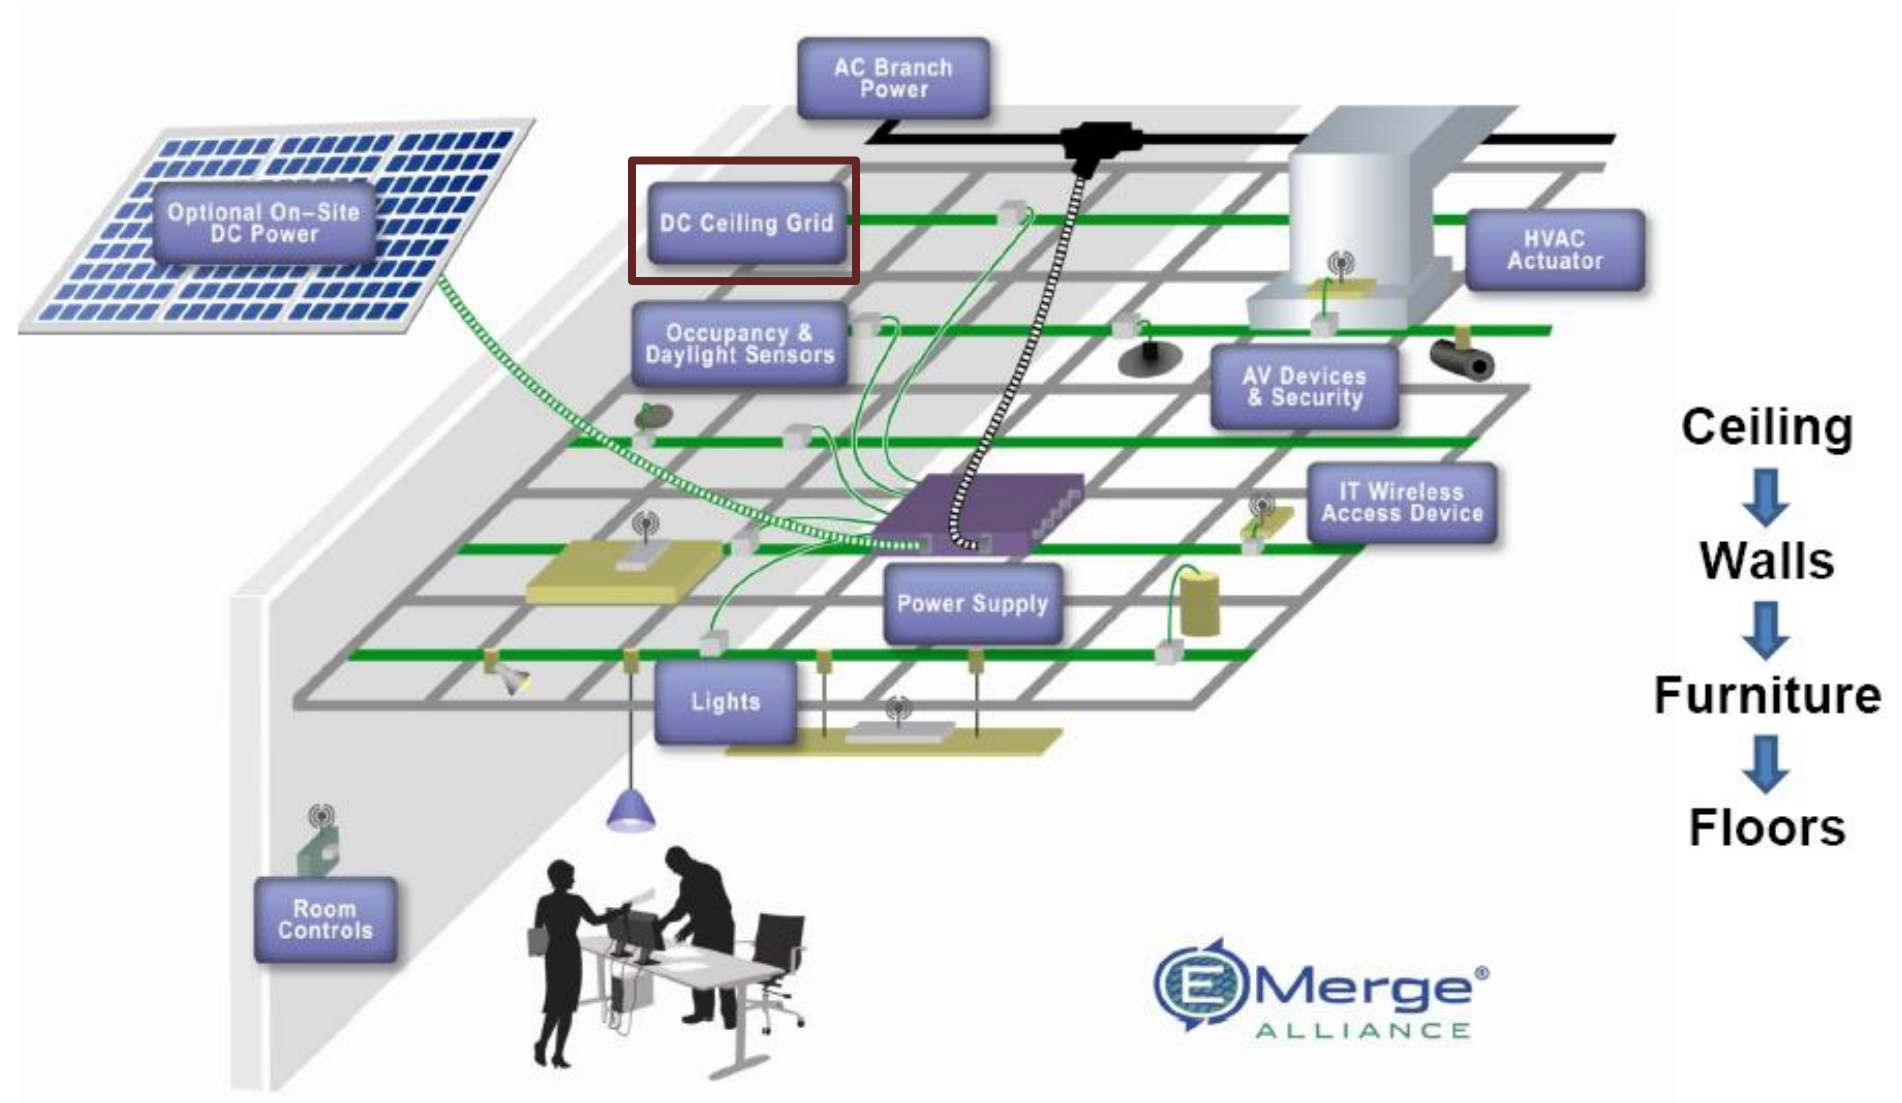 AC Branch
Power
Optional On-Site
DC Power
DC Ceiling Grid
HVAC
Actuator
Occupancy &
Daylight Sensors
AV Devices
& Security
IT Wireless
Access Device
Power Supply
Lights
Room
Controls
Ceiling
Walls
Furniture
Floors
EMerge®
ALLIANCE